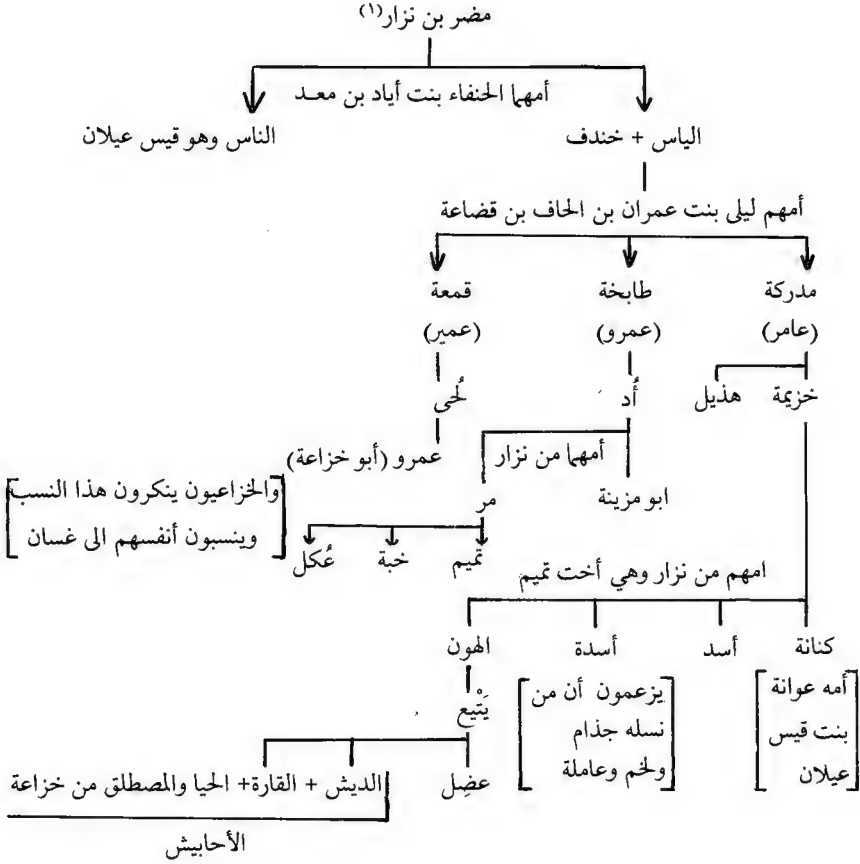 مضر بن نزار(١)
أمهما الحنفاء بنت أياد بن معد
الياس + خندف
الناس وهو قيس عيلان
أمهم ليلى بنت عمران بن الحاف بن قضاعة
مدركة
طابخة
قمعة
(عامر)
(عمرو)
(عمير)
خزيمة
هذيل
أُد
لُحى
أمهما من نزار
عمرو (أبو خزاعة)
[والخزاعيون ينكرون هذا النسب
وينسبون أنفسهم الى غسان]
ابو مزينة
مر
تميم
خبة
عُكل
امهم من نزار وهي أخت تميم
كنانة
أسد
أسدة
الهون
[أمه عوانة
بنت قيس
عيلان]
[يزعمون أن من
نسله جذام
ولخم وعاملة]
يَتْيع
عضِل
الديش + القارة + الحيا والمصطلق من خزاعة
الأحابيش